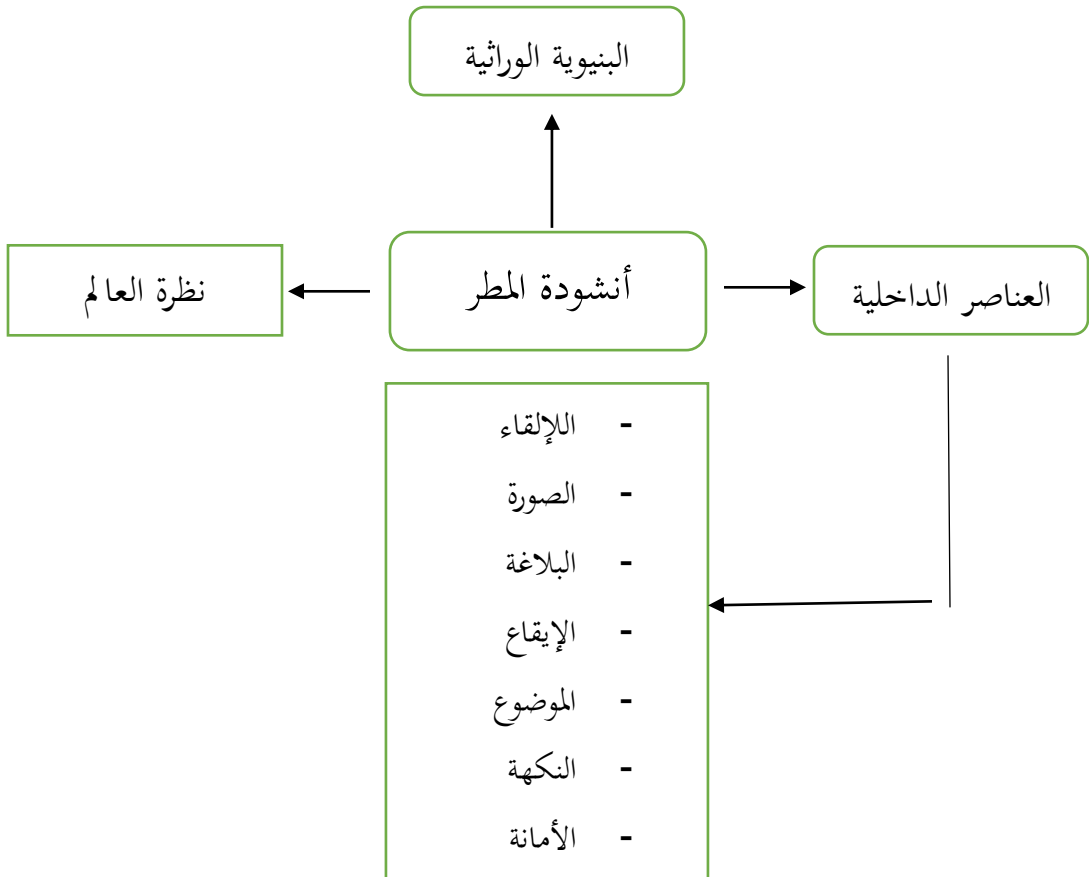 البنيوية الوراثية
أنشودة المطر
العناصر الداخلية
نظرة العالم
- اللإلقاء
- الصورة
- البلاغة
- الإيقاع
- الموضوع
- النكهة
- الأمانة